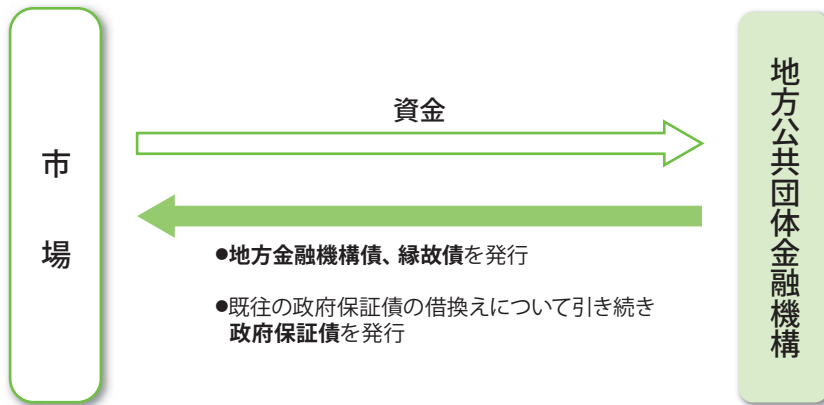 市場
資金
●地方金融機構債、縁故債を発行
●既往の政府保証債の借換えについて引き続き
政府保証債を発行
地方公共団体金融機構